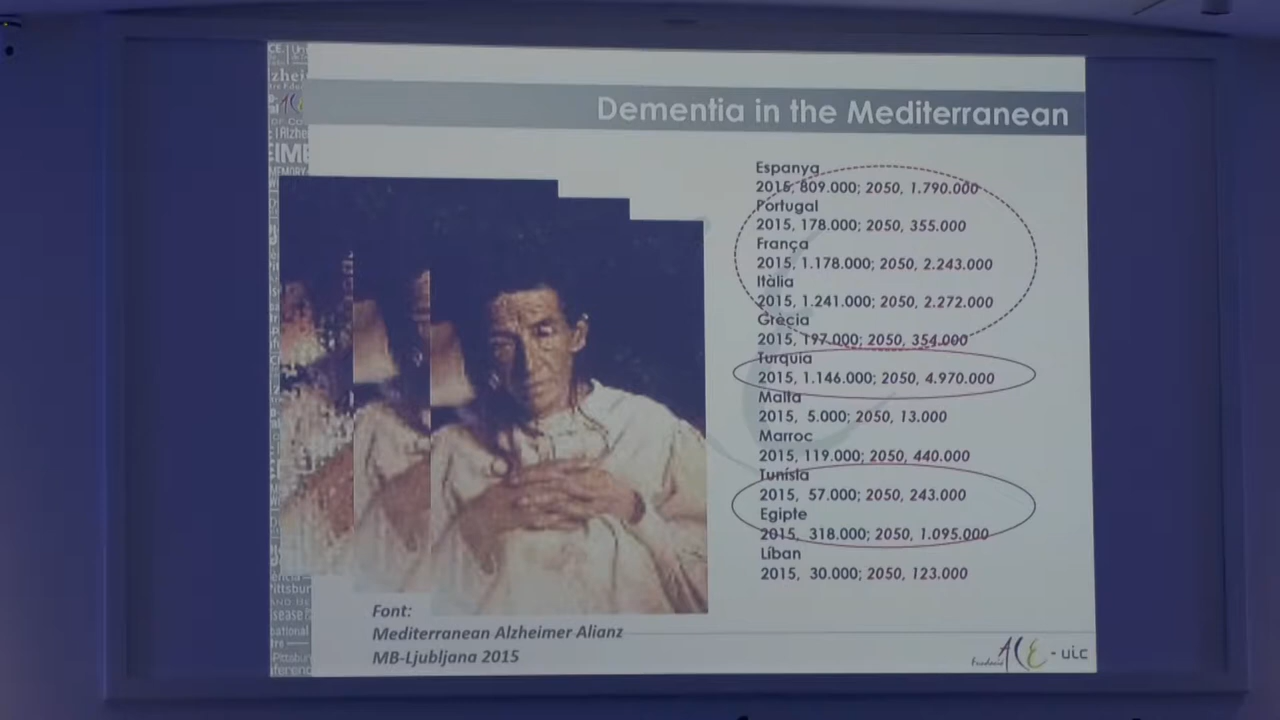 Dementia in the Mediterranean
Espanya
2015, 809.000; 2050, 1.790.000
Portugal
2015, 178.000; 2050, 355.000
França
2015, 1.178.000; 2050, 2.243.000
Itàlia
2015, 1.241.000; 2050, 2.272.000
Grècia
2015, 197.000; 2050, 354.000
Turquia
2015, 1.146.000; 2050, 4.970.000
Malta
2015, 5.000; 2050, 13.000
Marroc
2015, 119.000; 2050, 440.000
Tunísia
2015, 57.000; 2050, 243.000
Egipte
2015, 318.000; 2050, 1.095.000
Líban
2015, 30.000; 2050, 123.000
Font:
Mediterranean Alzheimer Alianz
MB-Ljubljana 2015
Fundació ACE - uic